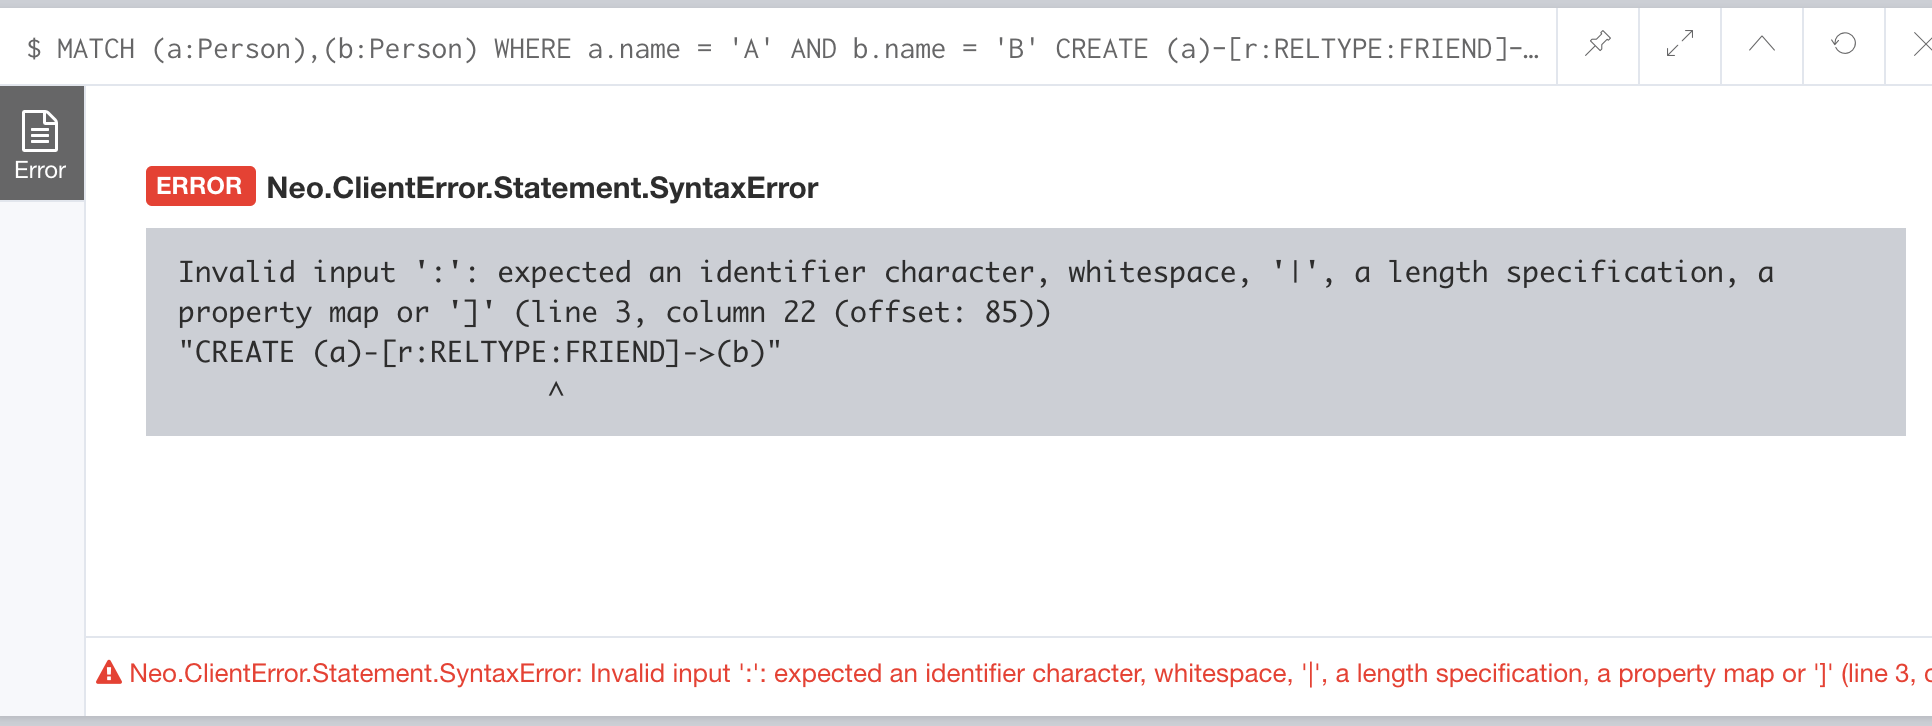 $ MATCH (a:Person),(b:Person) WHERE a.name = 'A' AND b.name = 'B' CREATE (a)-[r:RELTYPE:FRIEND]-…
Error
ERROR Neo.ClientError.Statement.SyntaxError
Invalid input ':': expected an identifier character, whitespace, '|', a length specification, a
property map or ']' (line 3, column 22 (offset: 85))
"CREATE (a)-[r:RELTYPE:FRIEND]->(b)"
^
Neo.ClientError.Statement.SyntaxError: Invalid input ':': expected an identifier character, whitespace, '|', a length specification, a property map or ']' (line 3,